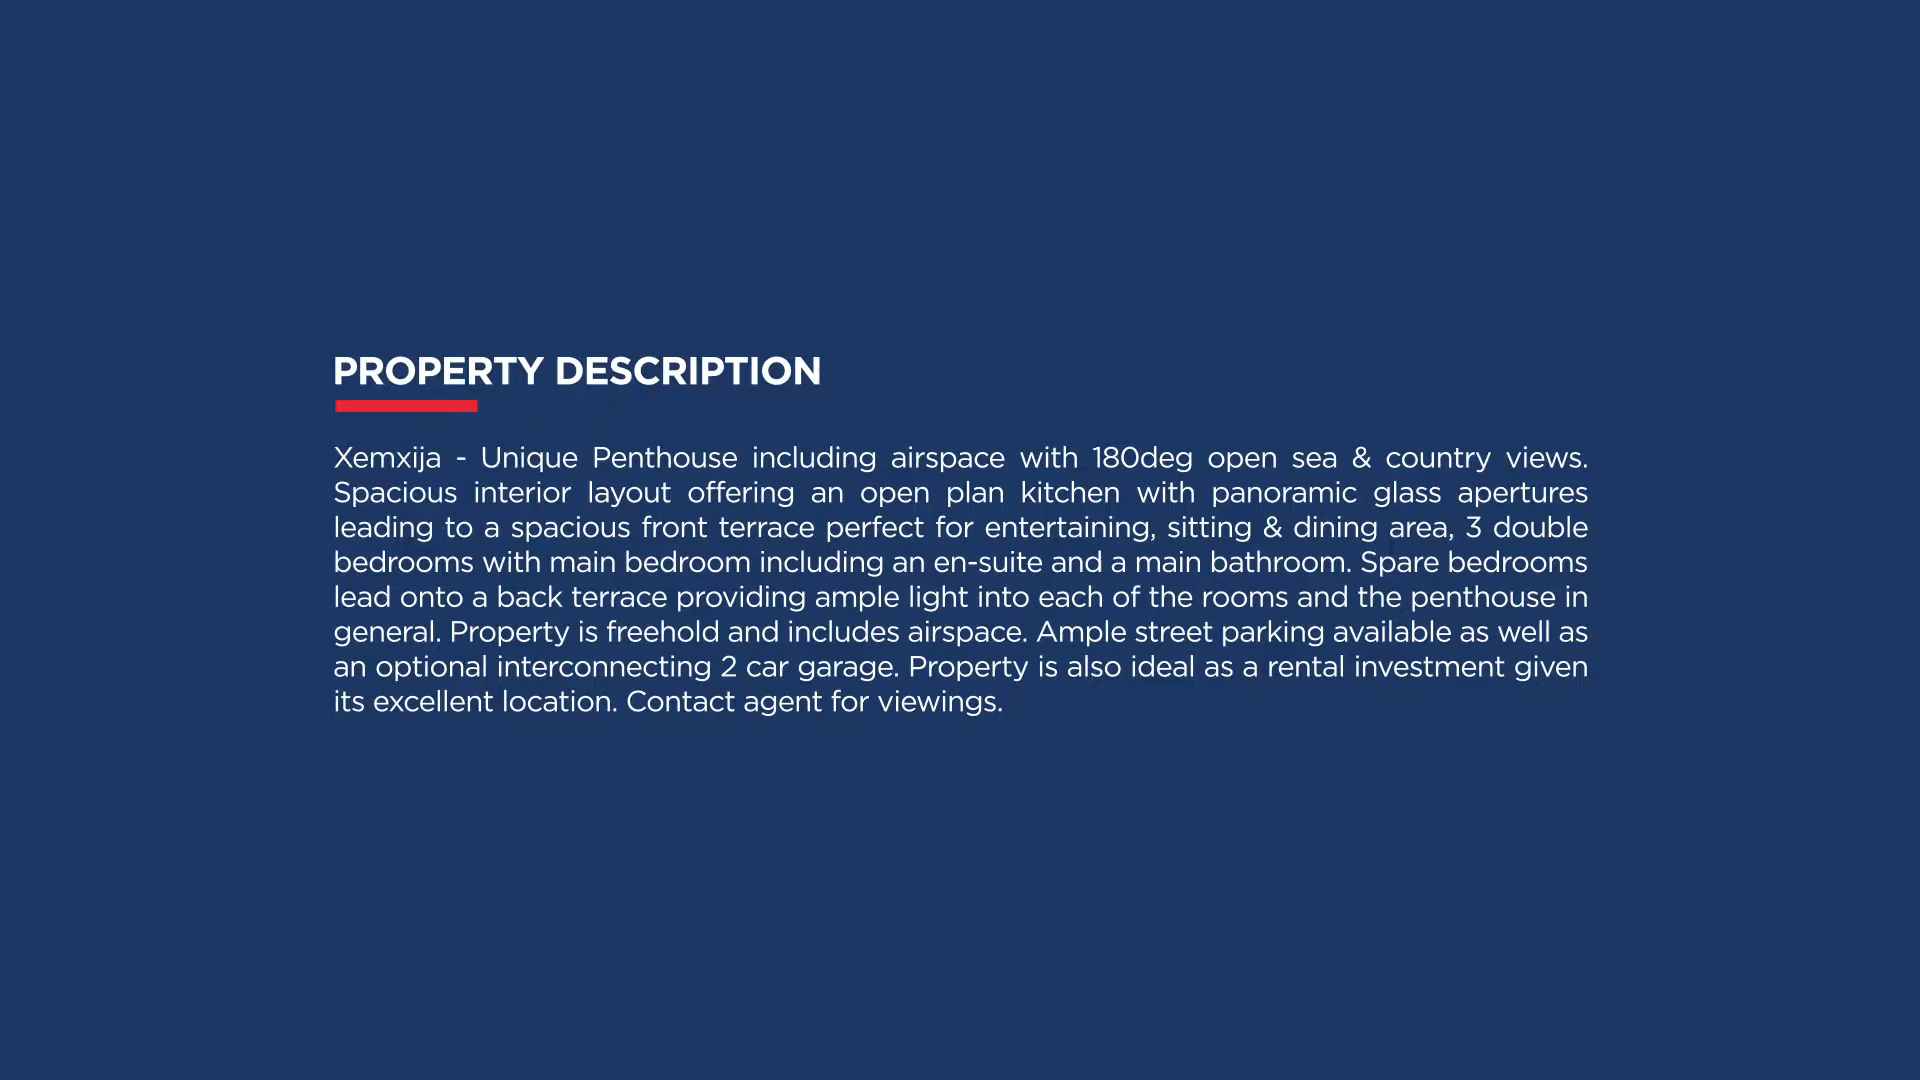 PROPERTY DESCRIPTION
Xemxija - Unique Penthouse including airspace with 180deg open sea & country views.
Spacious interior layout offering an open plan kitchen with panoramic glass apertures
leading to a spacious front terrace perfect for entertaining, sitting & dining area, 3 double
bedrooms with main bedroom including an en-suite and a main bathroom. Spare bedrooms
lead onto a back terrace providing ample light into each of the rooms and the penthouse in
general. Property is freehold and includes airspace. Ample street parking available as well as
an optional interconnecting 2 car garage. Property is also ideal as a rental investment given
its excellent location. Contact agent for viewings.